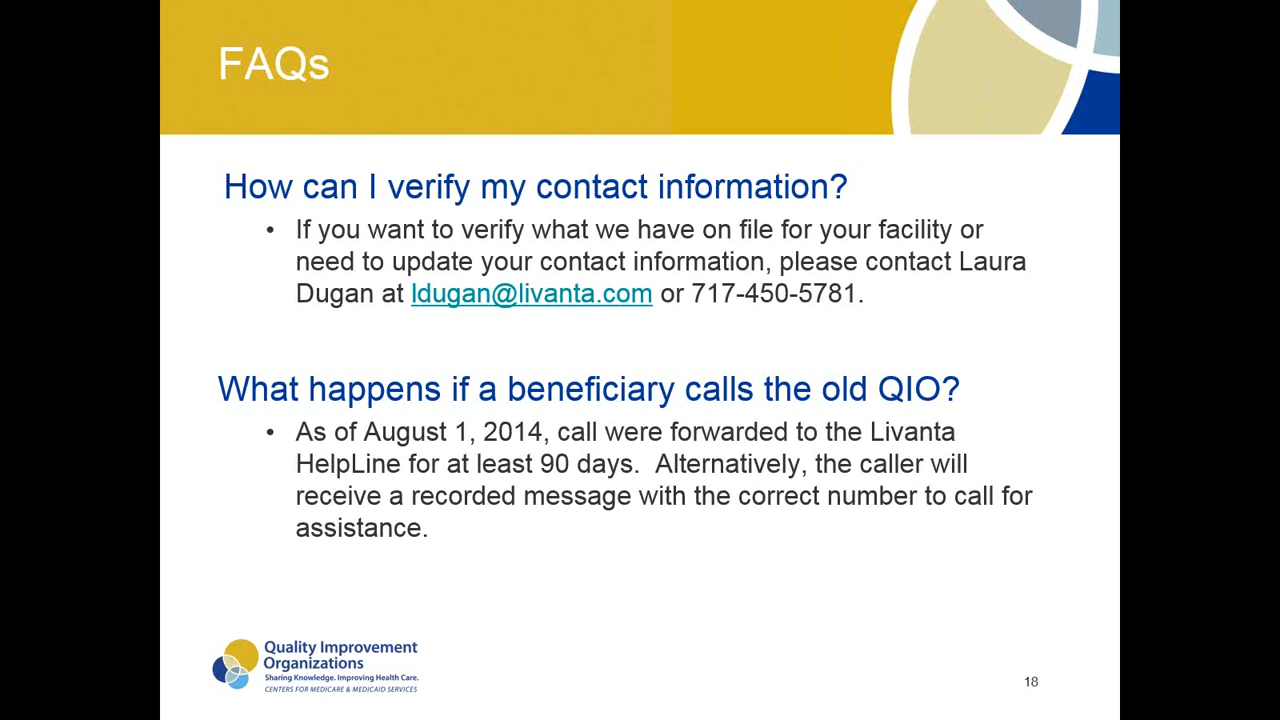 FAQs
How can I verify my contact information?
• If you want to verify what we have on file for your facility or
need to update your contact information, please contact Laura
Dugan at ldugan@livanta.com or 717-450-5781.
What happens if a beneficiary calls the old QIO?
• As of August 1, 2014, call were forwarded to the Livanta
HelpLine for at least 90 days.  Alternatively, the caller will
receive a recorded message with the correct number to call for
assistance.
Quality Improvement
Organizations
Sharing Knowledge. Improving Health Care.
CENTERS FOR MEDICARE & MEDICAID SERVICES
18